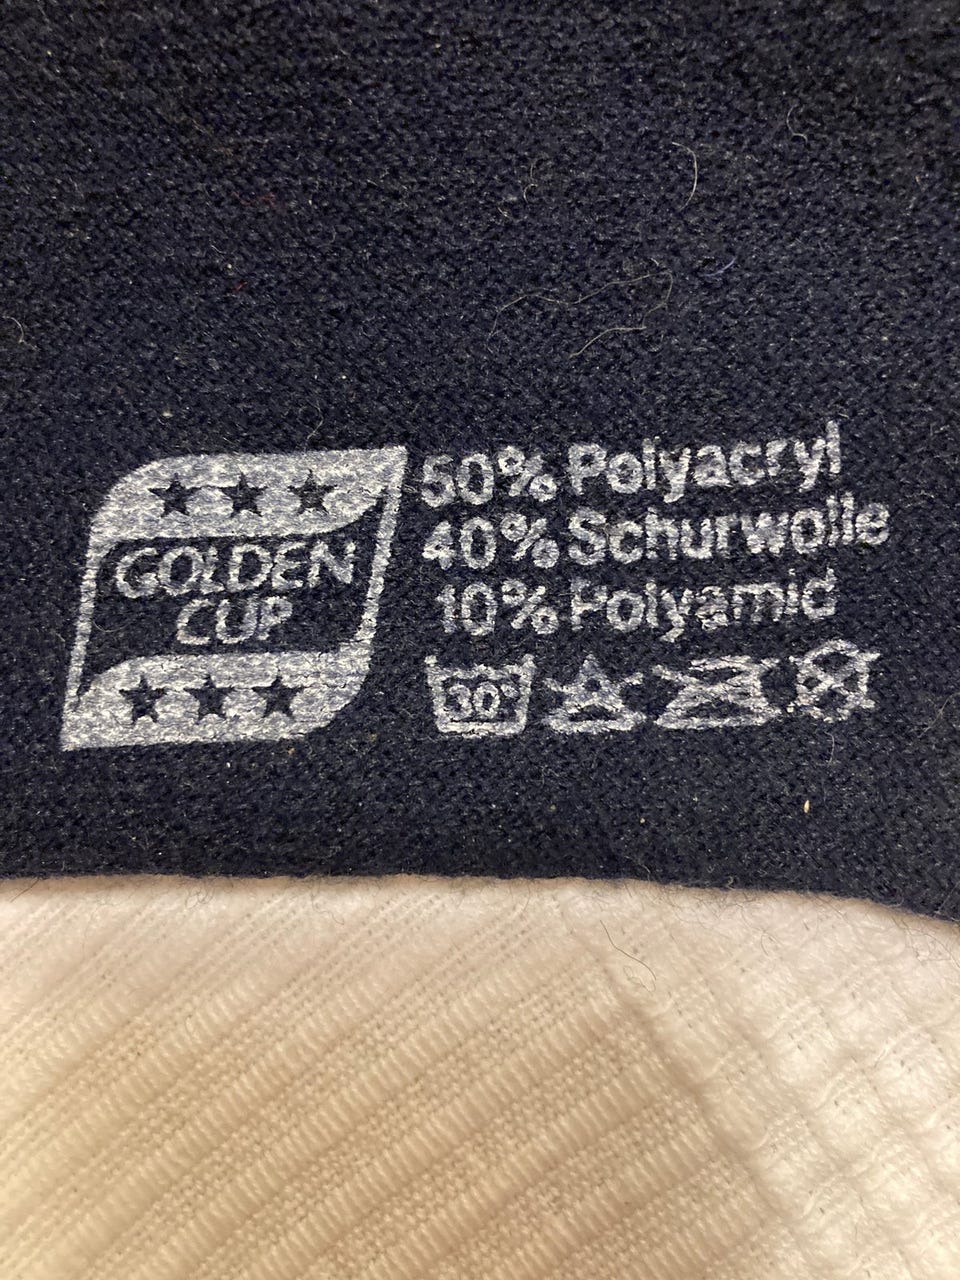 GOLDEN
CUP
50% Polyacryl
40% Schurwolle
10% Polyamid
30°